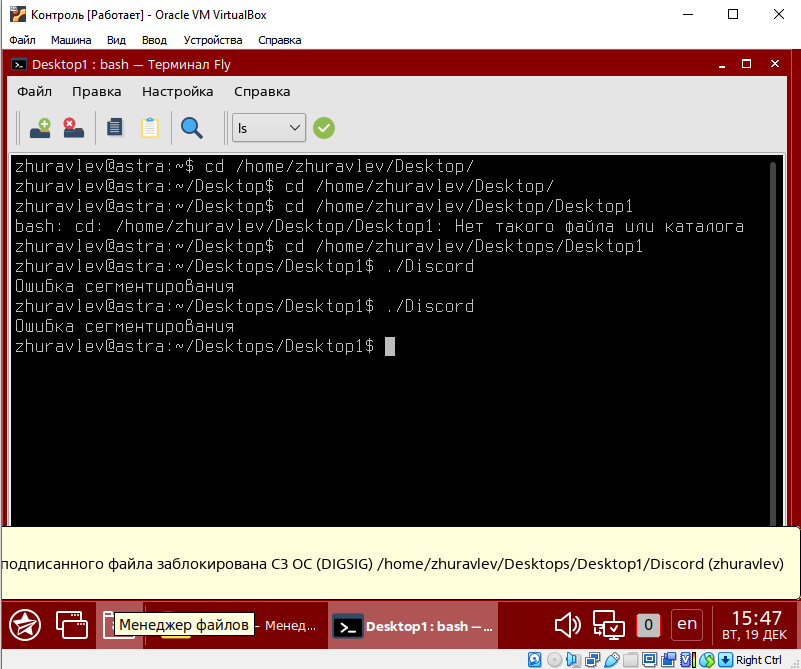 Контроль [Работает] - Oracle VM VirtualBox
Файл Машина Вид Ввод Устройства Справка
Desktop1 : bash — Терминал Fly
Файл Правка Настройка Справка
ls
zhuravlev@astra:~$ cd /home/zhuravlev/Desktop/
zhuravlev@astra:~/Desktop$ cd /home/zhuravlev/Desktop/
zhuravlev@astra:~/Desktop$ cd /home/zhuravlev/Desktop/Desktop1
bash: cd: /home/zhuravlev/Desktop/Desktop1: Нет такого файла или каталога
zhuravlev@astra:~/Desktop$ cd /home/zhuravlev/Desktops/Desktop1
zhuravlev@astra:~/Desktops/Desktop1$ ./Discord
Ошибка сегментирования
zhuravlev@astra:~/Desktops/Desktop1$ ./Discord
Ошибка сегментирования
zhuravlev@astra:~/Desktops/Desktop1$
подписанного файла заблокирована СЗ ОС (DIGSIG) /home/zhuravlev/Desktops/Desktop1/Discord (zhuravlev)
Менеджер файлов
- Менед...
Desktop1 : bash —...
0
en
15:47
ВТ, 19 ДЕК
Right Ctrl